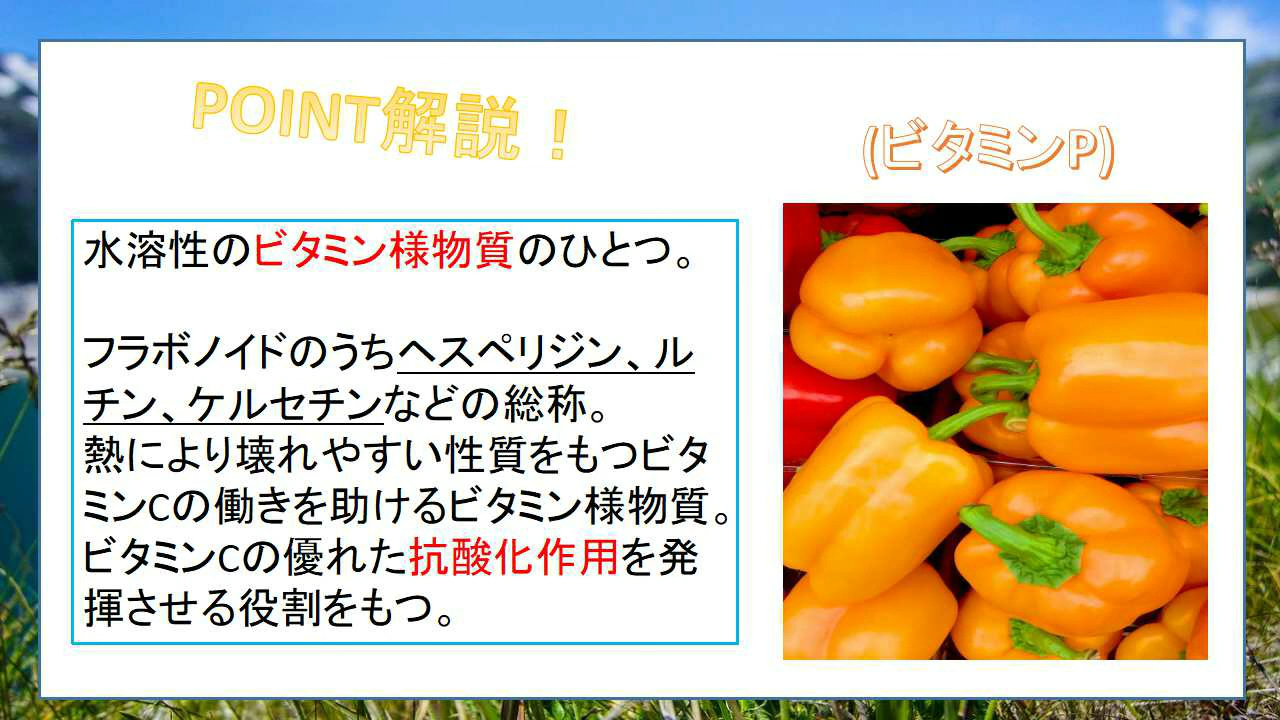 POINT解説！
(ビタミンP)
水溶性のビタミン様物質のひとつ。
フラボノイドのうちヘスペリジン、ル
チン、ケルセチンなどの総称。
熱により壊れやすい性質をもつビタ
ミンCの働きを助けるビタミン様物質。
ビタミンCの優れた抗酸化作用を発
揮させる役割をもつ。